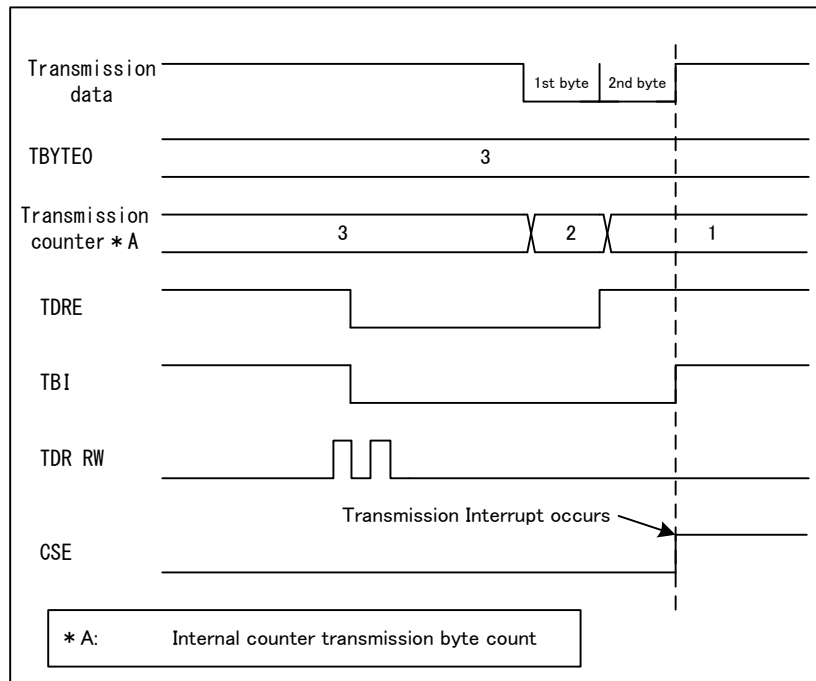 Transmission
data
1st byte 2nd byte
TBYTE0
3
Transmission
counter * A
3 2 1
TDRE
TBI
TDR RW
Transmission Interrupt occurs
CSE
* A: Internal counter transmission byte count